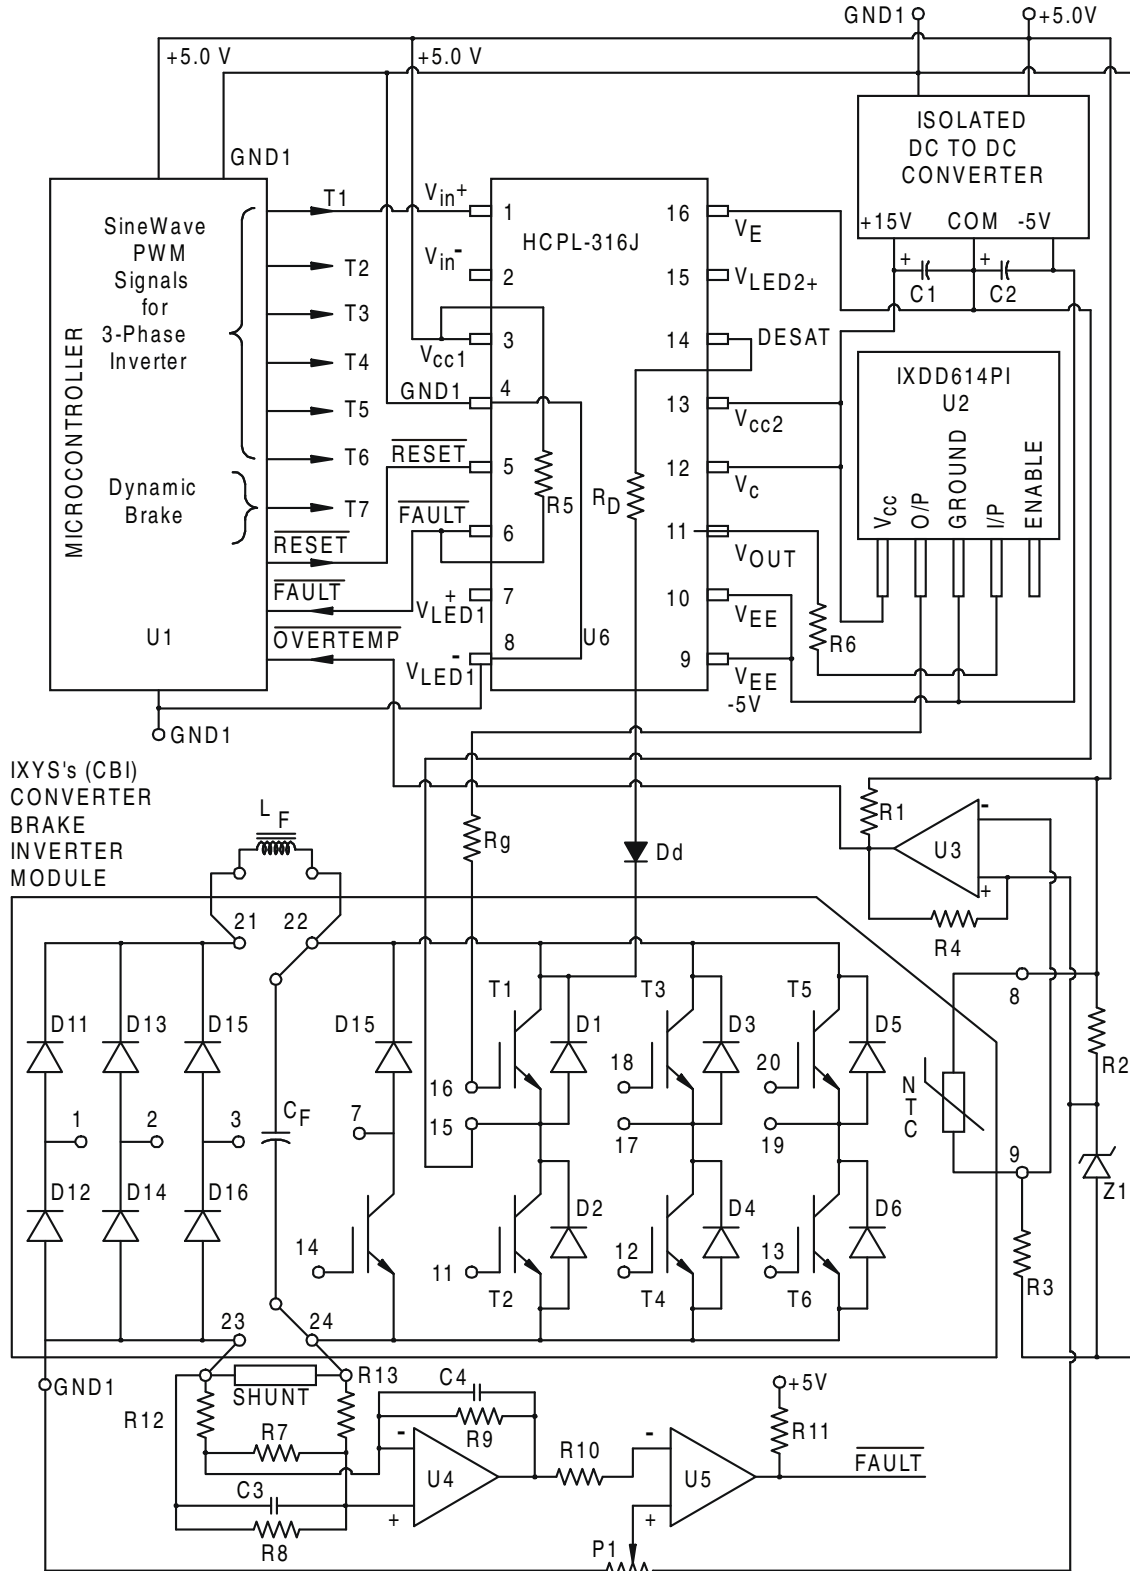 GND1
+5.0V
+5.0 V
+5.0 V
GND1
ISOLATED
DC TO DC
CONVERTER
+15V COM -5V
+ C1
+ C2
MICROCONTROLLER
SineWave
PWM
Signals
for
3-Phase
Inverter
Dynamic
Brake
U1
T1
T2
T3
T4
T5
T6
T7
RESET
FAULT
OVERTEMP
GND1
Vin+
Vin-
Vcc1
GND1
RESET
FAULT
VLED1+
VLED1-
HCPL-316J
1
2
3
4
5
6
7
8
R5
U6
16
15
14
13
12
11
10
9
VE
VLED2+
DESAT
Vcc2
Vc
VOUT
VEE
VEE
-5V
RD
R6
IXDD614PI
U2
Vcc
O/P
GROUND
I/P
ENABLE
IXYS's (CBI)
CONVERTER
BRAKE
INVERTER
MODULE
LF
Rg
Dd
R1
-
U3
+
R4
21
22
8
R2
D11
D13
D15
D15
T1
D1
T3
D3
T5
D5
16
18
20
NTC
1
2
3
CF
7
15
17
19
9
Z1
D12
D14
D16
D2
D4
D6
14
11
12
13
T2
T4
T6
R3
23
24
GND1
SHUNT
R13
R12
R7
C3
R8
C4
R9
-
U4
+
R10
-
U5
+
P1
+5V
R11
FAULT